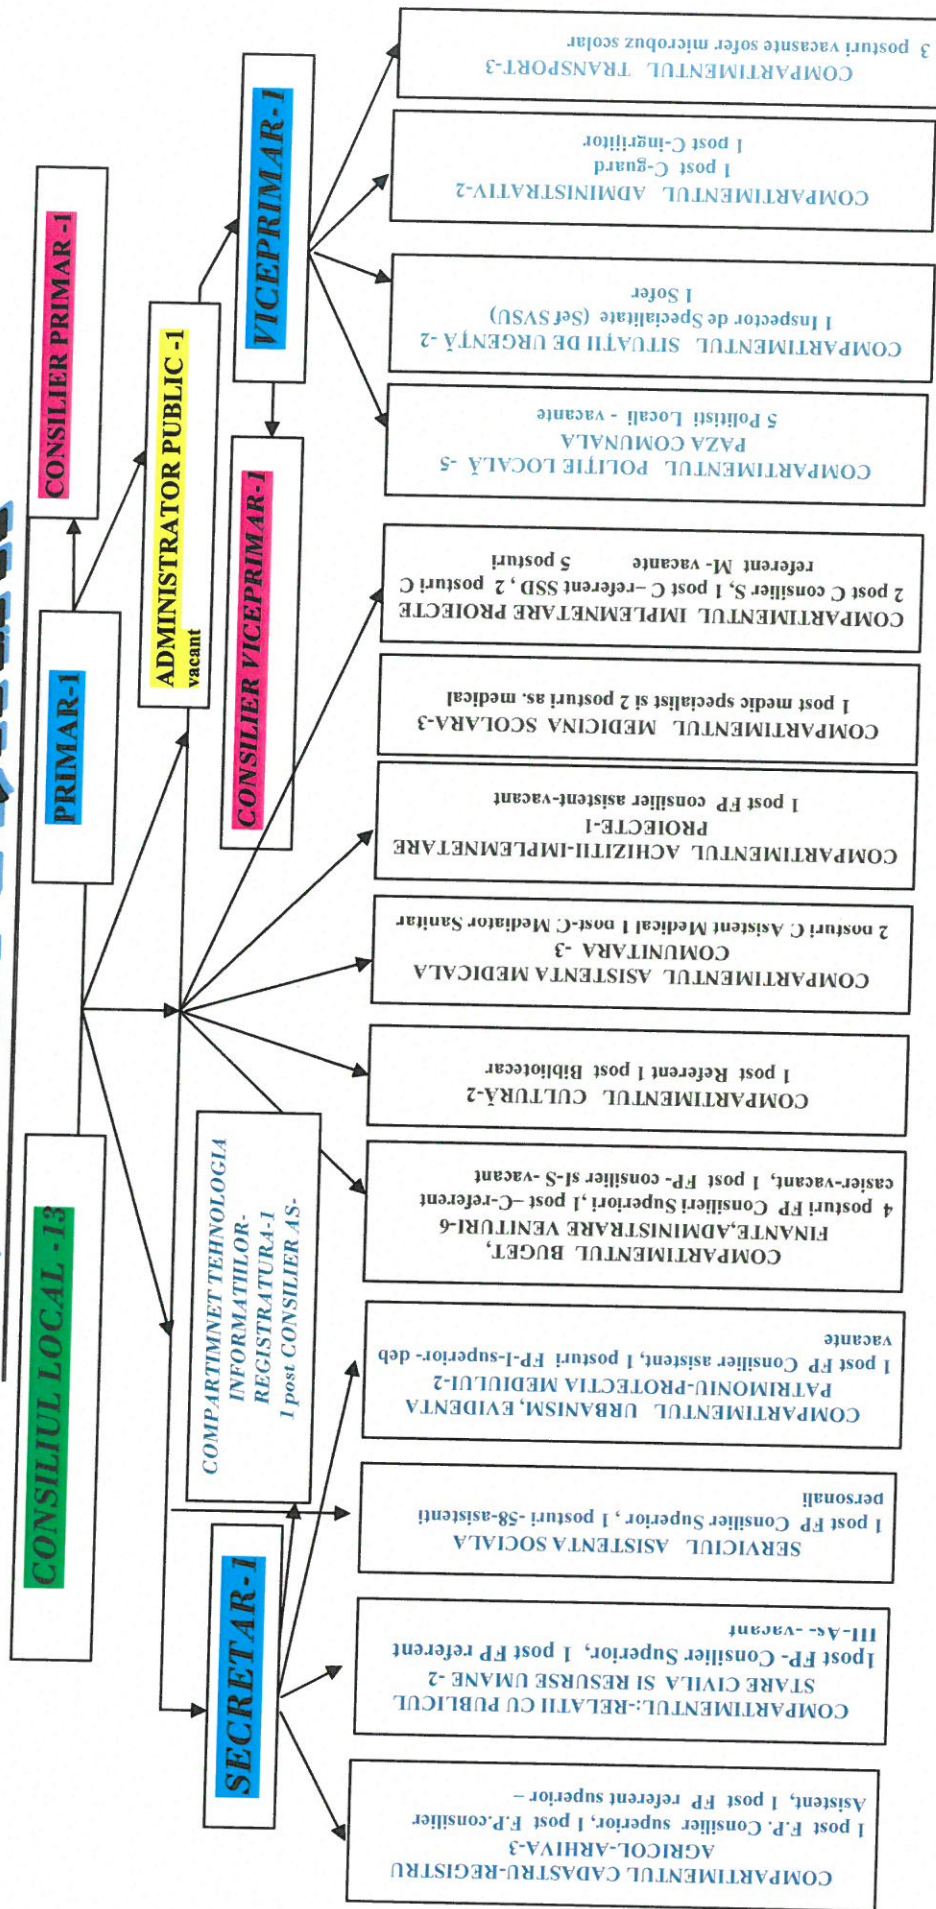 CONSILIUL LOCAL -13
PRIMAR-1
CONSILIER PRIMAR -1
ADMINISTRATOR PUBLIC -1
vacant
SECRETAR-1
COMPARTIMNET TEHNOLOGIA
INFORMATHLOR-
REGISTRATURA-1
1 post CONSILIER AS-
CONSILIER VICEPRIMAR-1
VICEPRIMAR-1
COMPARTIMENTUL CADASTRU-REGISTRU
AGRICOL-ARHIVA-3
1 post F.P. Consilier superior, 1 post F.P.consilier
Asistent, 1 post FP referent superior –
COMPARTIMENTUL:-RELATII CU PUBLICUL
STARE CIVILA SI RESURSE UMANE -2
1post FP- Consilier Superior, 1 post FP referent
III-As- -vacant
SERVICIUL ASISTENTA SOCIALA
1 post FP Consilier Superior , 1 posturi -58-asistenti
personali
COMPARTIMENTUL URBANISM, EVIDENTA
PATRIMONIU-PROTECTIA MEDIULUI-2
1 post FP Consilier asistent, 1 posturi FP-I-superior- deb
vacante
COMPARTIMENTUL BUGET,
FINANTE,ADMINISTRARE VENITURI-6
4 posturi FP Consilieri Superiori ,1 post –C-referent
casier-vacant, 1 post FP- consilier sI-S -vacant
COMPARTIMENTUL CULTURĂ-2
1 post Referent 1 post Bibliotecar
COMPARTIMENTUL ASISTENTA MEDICALA
COMUNITARA -3
2 nosturi C Asistent Medical 1 nost-C Mediator Sanitar
COMPARTIMENTUL ACHIZITII-IMPLEMNETARE
PROIECTE-1
1 post FP consilier asistent-vacant
COMPARTIMENTUL MEDICINA SCOLARA-3
1 post medic specialist si 2 posturi as. medical
COMPARTIMENTUL IMPLEMNETARE PROIECTE
2 post C consilier S, 1 post C –referent SSD , 2 posturi C
referent M- vacante 5 posturi
COMPARTIMENTUL POLIŢIE LOCALĂ -5
PAZA COMUNALA
5 Politisti Locali - vacante
COMPARTIMENTUL SITUAŢII DE URGENŢĂ -2
1 Inspector de Specialitate (Sef SVSU)
1 Sofer
COMPARTIMENTUL ADMINISTRATIV-2
1 post C-guard
1 post C-ingrijitor
COMPARTIMENTUL TRANSPORT-3
3 posturi vacasnte sofer microbuz scolar